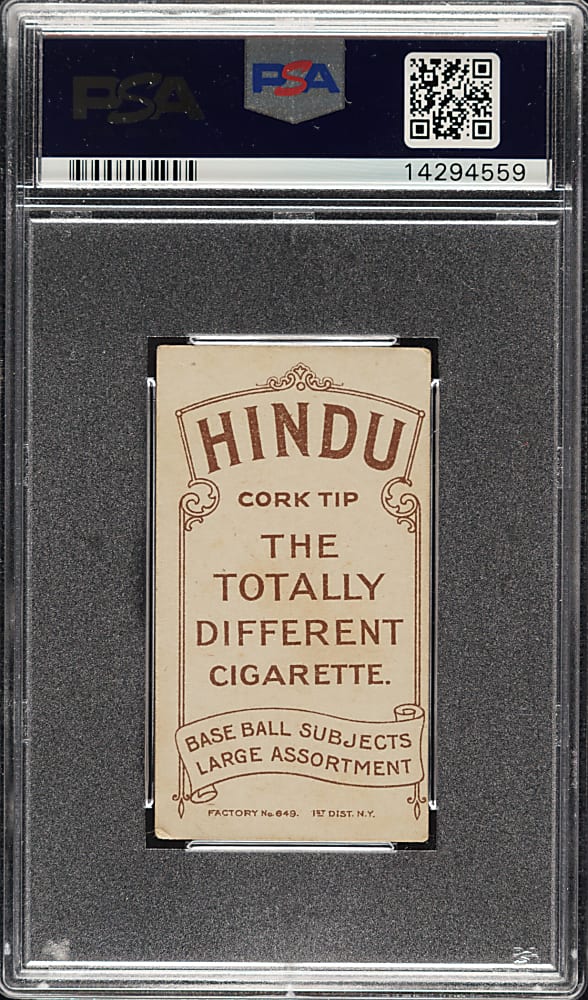 PSA PSA
14294559
HINDU
CORK TIP
THE
TOTALLY
DIFFERENT
CIGARETTE.
BASE BALL SUBJECTS
LARGE ASSORTMENT
FACTORY No. 649. 1ST DIST. N.Y.